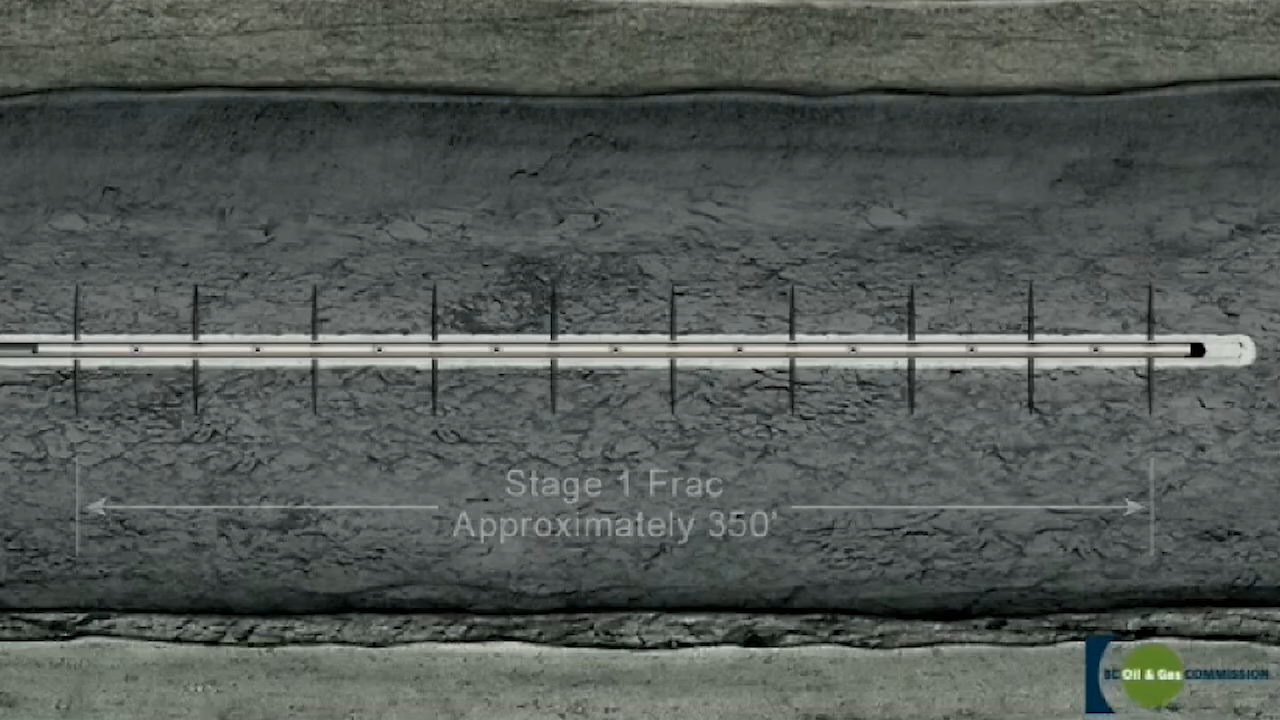 Stage 1 Frac
Approximately 350'
BC Oil & Gas COMMISSION